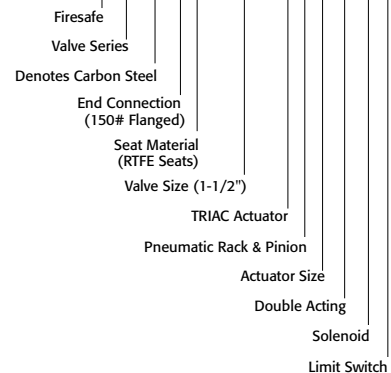 Firesafe
Valve Series
Denotes Carbon Steel
End Connection
(150# Flanged)
Seat Material
(RTFE Seats)
Valve Size (1-1/2")
TRIAC Actuator
Pneumatic Rack & Pinion
Actuator Size
Double Acting
Solenoid
Limit Switch